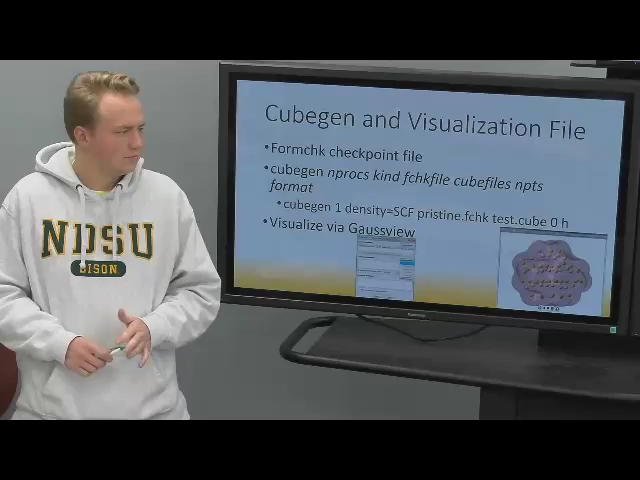 Cubegen and Visualization File
•Formchk checkpoint file
•cubegen nprocs kind fchkfile cubefiles npts
format
•cubegen 1 density=SCF pristine.fchk test.cube 0 h
•Visualize via Gaussview
NDSU
BISON